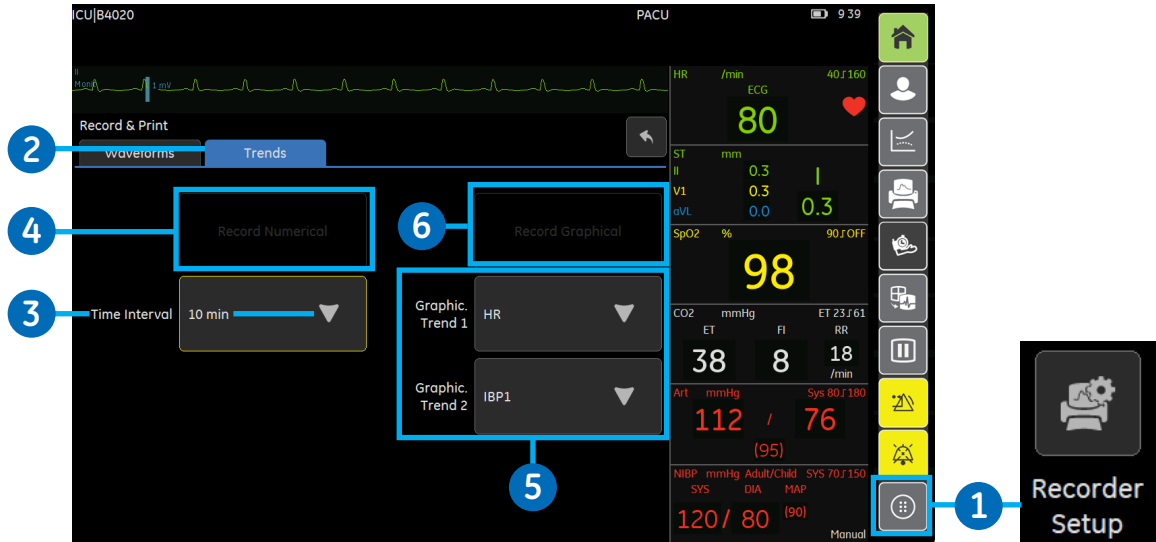 ICU|B4020 PACU 9 39
II
1 mV
HR /min 40 160
ECG
80
Record & Print
2
Waveforms Trends
ST mm
II 0.3
V1 0.3
aVL 0.0 0.3
4
Record Numerical
6
Record Graphical
SpO2 % 90 OFF
98
3
Time Interval 10 min
Graphic.
Trend 1
HR
Graphic.
Trend 2
IBP1
5
CO2 mmHg ET 23 61
ET FI RR
38 8 18
/min
Art mmHg Sys 80 180
112 / 76
(95)
NIBP mmHg Adult/Child SYS 70 150
SYS DIA MAP
120 / 80 (90)
Manual
1
Recorder
Setup